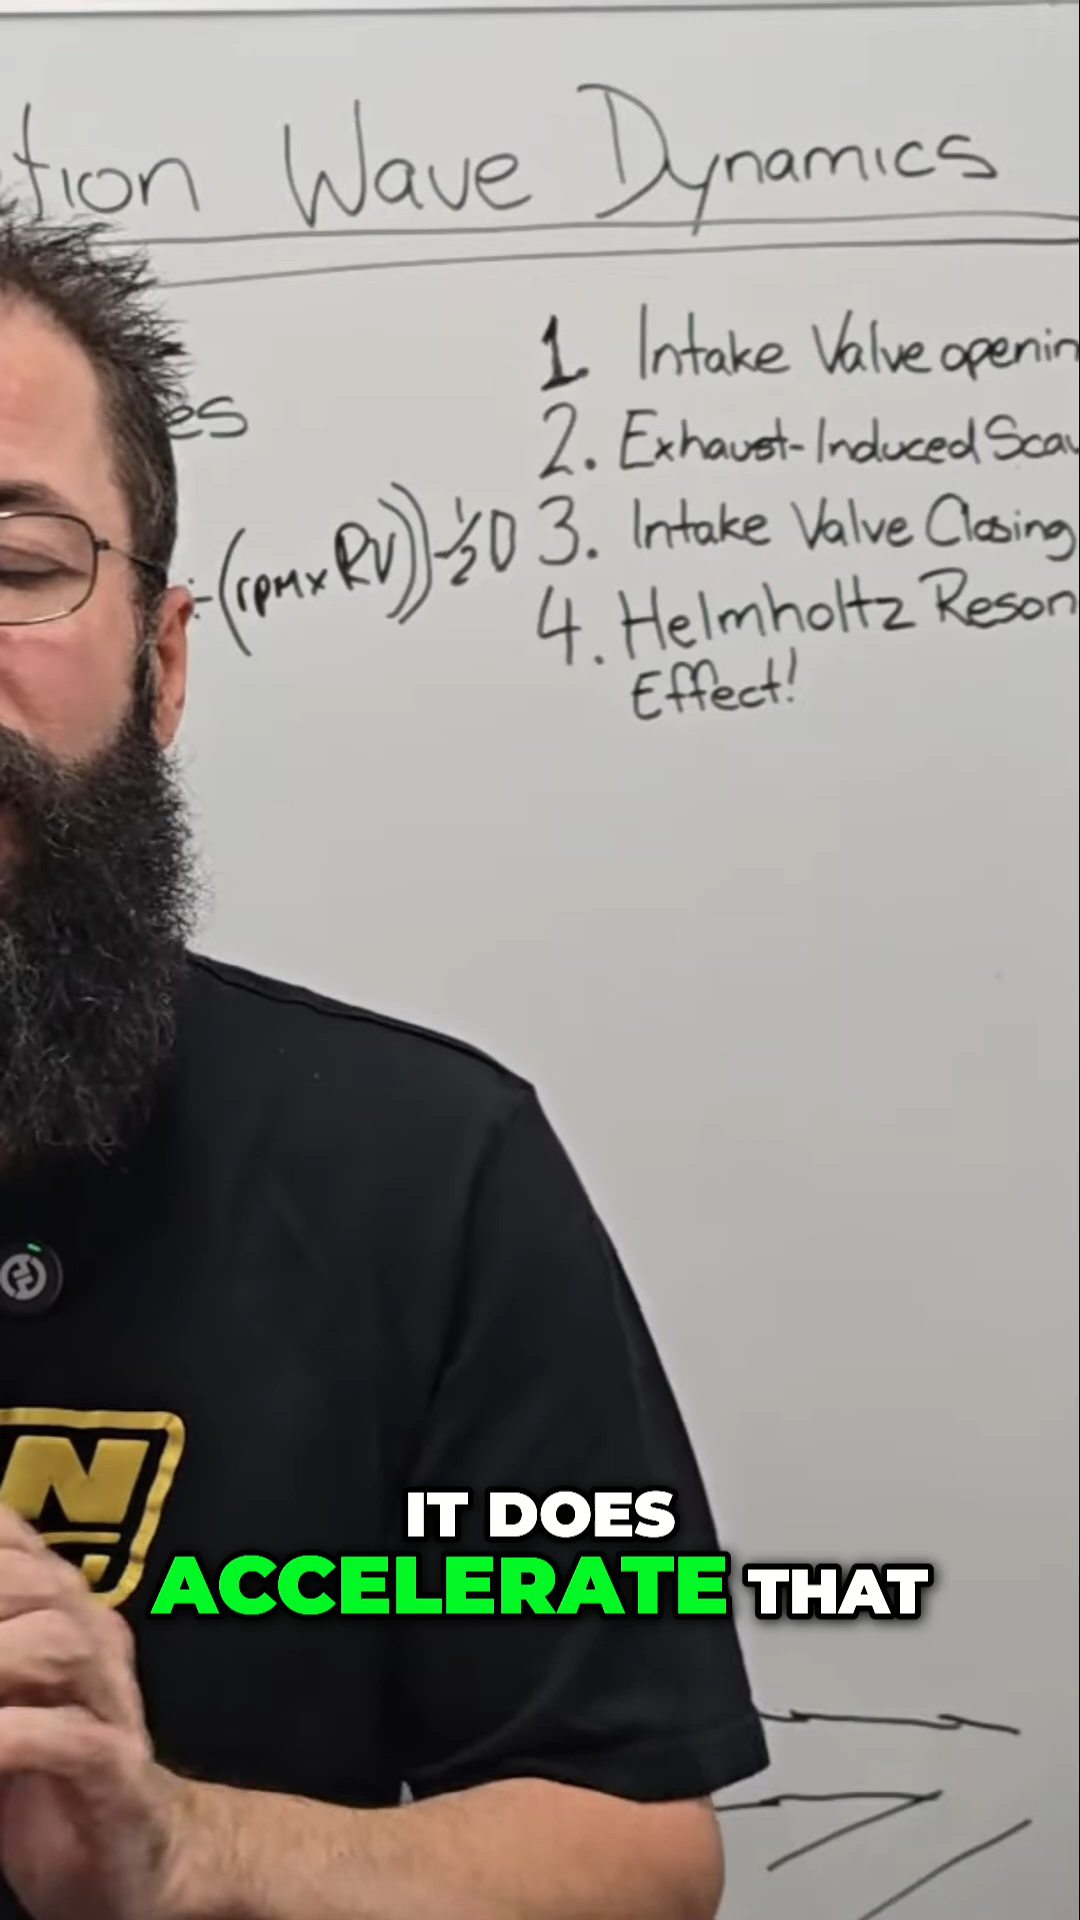 tion Wave Dynamics
es
÷(rpm x RV)) - ½ D
1. Intake Valve openin
2. Exhaust-Induced Scav
3. Intake Valve Closing
4. Helmholtz Reson
Effect!
N
IT DOES
ACCELERATE THAT